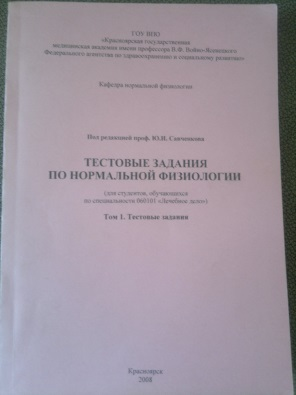 ГОУ ВПО
«Красноярская государственная
медицинская академия имени профессора В.Ф. Войно-Ясенецкого
Федерального агентства по здравоохранению и социальному развитию»
Кафедра нормальной физиологии
Под редакцией проф. Ю.И. Савченкова
ТЕСТОВЫЕ ЗАДАНИЯ
ПО НОРМАЛЬНОЙ ФИЗИОЛОГИИ
(для студентов, обучающихся
по специальности 060101 «Лечебное дело»)
Том 1. Тестовые задания
Красноярск
2008